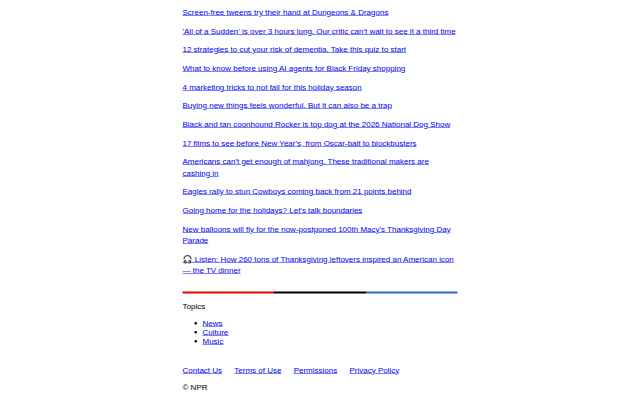 Screen-free tweens try their hand at Dungeons & Dragons
'All of a Sudden' is over 3 hours long. Our critic can't wait to see it a third time
12 strategies to cut your risk of dementia. Take this quiz to start
What to know before using AI agents for Black Friday shopping
4 marketing tricks to not fall for this holiday season
Buying new things feels wonderful. But it can also be a trap
Black and tan coonhound Rocker is top dog at the 2026 National Dog Show
17 films to see before New Year's, from Oscar-bait to blockbusters
Americans can't get enough of mahjong. These traditional makers are
cashing in
Eagles rally to stun Cowboys coming back from 21 points behind
Going home for the holidays? Let's talk boundaries
New balloons will fly for the now-postponed 100th Macy's Thanksgiving Day
Parade
🎧 Listen: How 260 tons of Thanksgiving leftovers inspired an American icon
— the TV dinner
Topics
• News
• Culture
• Music
Contact Us Terms of Use Permissions Privacy Policy
© NPR